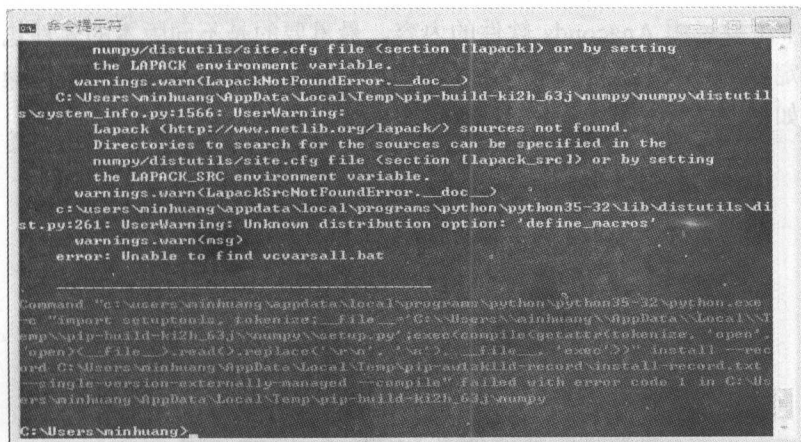 命令提示符
numpy/distutils/site.cfg file (section [lapack]) or by setting
the LAPACK environment variable.
warnings.warn(LapackNotFoundError.__doc__)
C:\Users\minhuang\AppData\Local\Temp\pip-build-ki2h_63j\numpy\numpy\distutil
s\system_info.py:1566: UserWarning:
Lapack (http://www.netlib.org/lapack/) sources not found.
Directories to search for the sources can be specified in the
numpy/distutils/site.cfg file (section [lapack_src]) or by setting
the LAPACK_SRC environment variable.
warnings.warn(LapackSrcNotFoundError.__doc__)
c:\users\minhuang\appdata\local\programs\python\python35-32\lib\distutils\di
st.py:261: UserWarning: Unknown distribution option: 'define_macros'
warnings.warn(msg)
error: Unable to find vcvarsall.bat
----------------------------------------
Command "c:\users\minhuang\appdata\local\programs\python\python35-32\python.exe
-c "import setuptools, tokenize;__file__='C:\\Users\\minhuang\\AppData\\Local\\T
emp\\pip-build-ki2h_63j\\numpy\\setup.py';exec(compile(getattr(tokenize, 'open',
open)(__file__).read().replace('\r\n', '\n'), __file__, 'exec'))" install --rec
ord C:\Users\minhuang\AppData\Local\Temp\pip-au1zk11d-record\install-record.txt
--single-version-externally-managed --compile" failed with error code 1 in C:\Us
ers\minhuang\AppData\Local\Temp\pip-build-ki2h_63j\numpy
C:\Users\minhuang>_